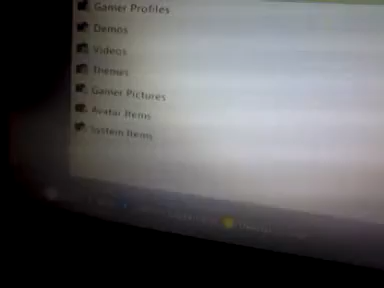 Gamer Profiles
Demos
Videos
Themes
Gamer Pictures
Avatar Items
System Items